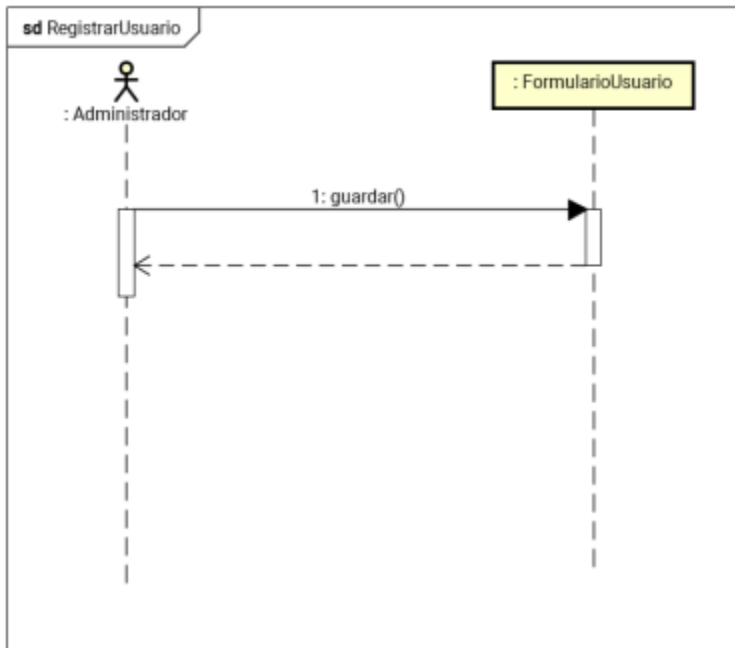 sd RegistrarUsuario
: Administrador
: FormularioUsuario
1: guardar()